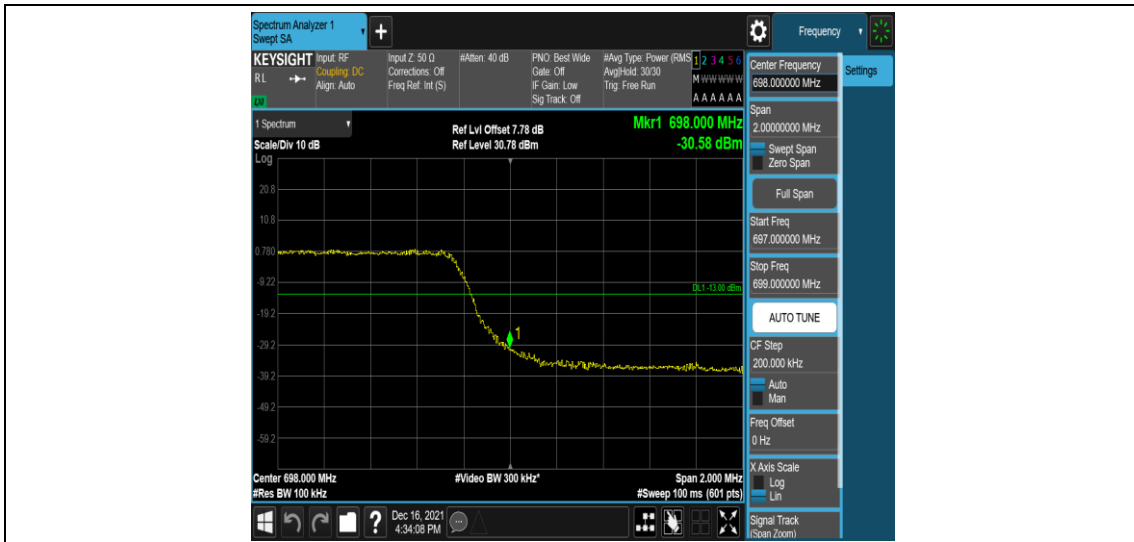 Spectrum Analyzer 1
Swept SA
+
Frequency
KEYSIGHT
RL
LXI
Input: RF
Coupling: DC
Align: Auto
Input Z: 50 Ω
Corrections: Off
Freq Ref: Int (S)
#Atten: 40 dB
PNO: Best Wide
Gate: Off
IF Gain: Low
Sig Track: Off
#Avg Type: Power (RMS
Avg|Hold: 30/30
Trig: Free Run
1 2 3 4 5 6
M W W W W W
A A A A A A
1 Spectrum
Scale/Div 10 dB
Log
Ref Lvl Offset 7.78 dB
Ref Level 30.78 dBm
Mkr1 698.000 MHz
-30.58 dBm
20.8
10.8
0.780
-9.22
DL1 -13.00 dBm
-19.2
1
-29.2
-39.2
-49.2
-59.2
Center 698.000 MHz
#Res BW 100 kHz
#Video BW 300 kHz*
Span 2.000 MHz
#Sweep 100 ms (601 pts)
Center Frequency
698.000000 MHz
Settings
Span
2.00000000 MHz
Swept Span
Zero Span
Full Span
Start Freq
697.000000 MHz
Stop Freq
699.000000 MHz
AUTO TUNE
CF Step
200.000 kHz
Auto
Man
Freq Offset
0 Hz
X Axis Scale
Log
Lin
Signal Track
(Span Zoom)
?
Dec 16, 2021
4:34:08 PM